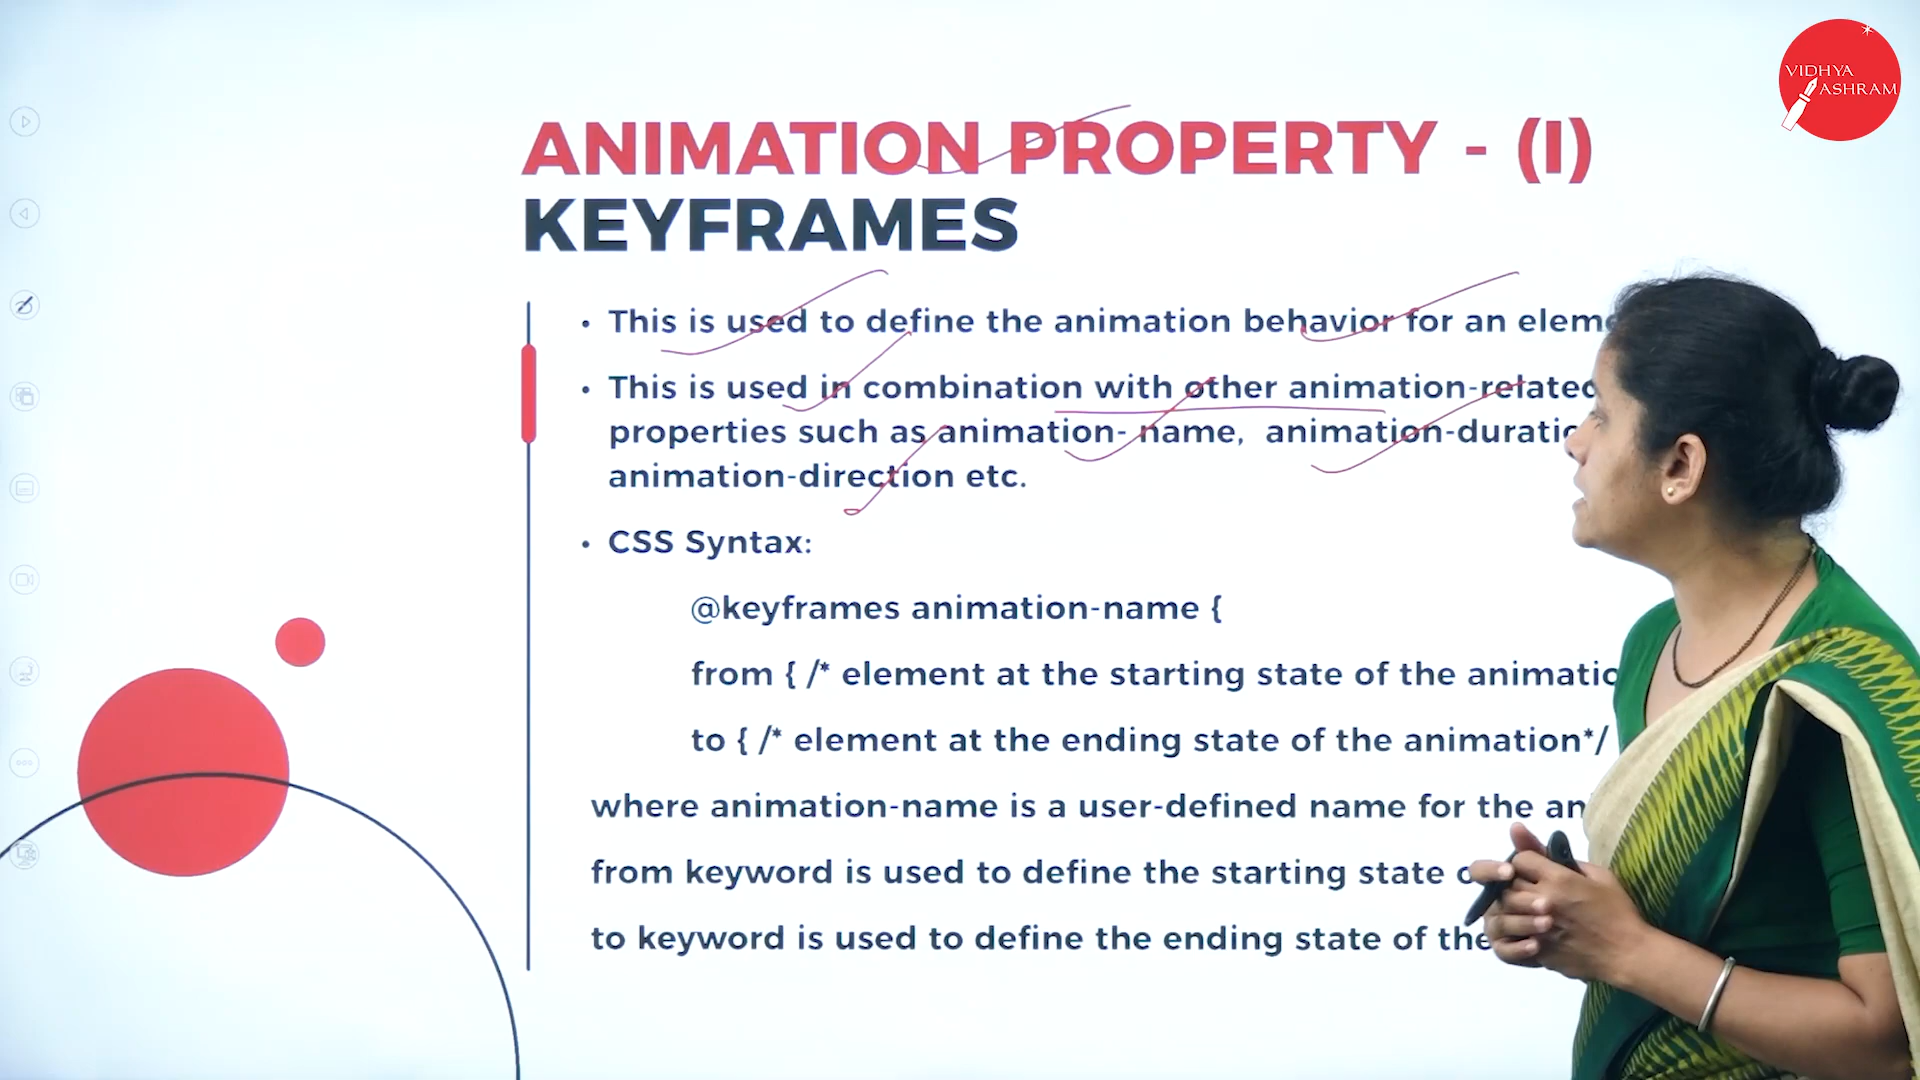 VIDHYA
ASHRAM
ANIMATION PROPERTY - (I)
KEYFRAMES
• This is used to define the animation behavior for an
• This is used in combination with other animation-related
properties such as animation- name, animation-duratio
animation-direction etc.
• CSS Syntax:
@keyframes animation-name {
from { /* element at the starting state of the animatio
to { /* element at the ending state of the animation*/
where animation-name is a user-defined name for the
from keyword is used to define the starting state
to keyword is used to define the ending state of the